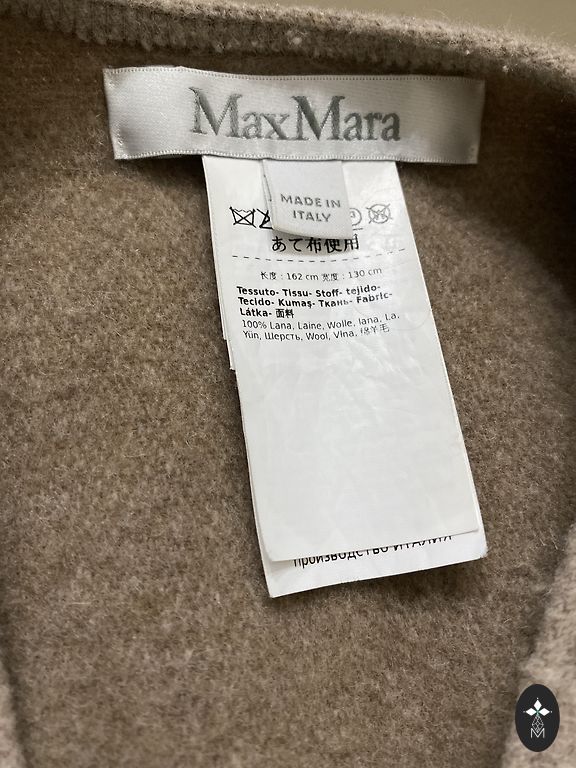 MaxMara
MADE IN
ITALY
あて布使用
长度 : 162 cm 宽度 : 130 cm
Tessuto- Tissu- Stoff- tejido-
Tecido- Kumaş- Ткань- Fabric-
Látka- 面料
100% Lana, Laine, Wolle, lana, La,
Yün, Шерсть, Wool, Vlna, 绵羊毛
производство ИТАЛИЯ
M